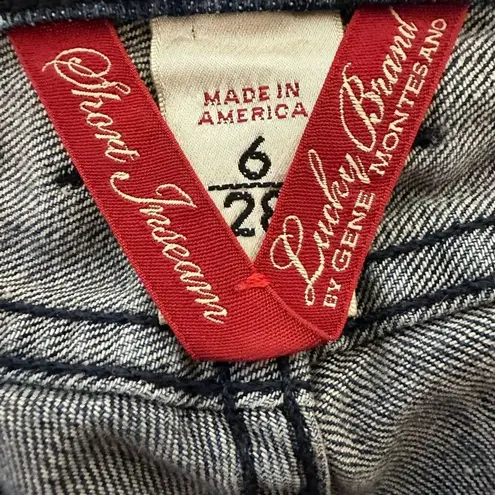 Short Inseam
MADE IN
AMERICA
6
28
Lucky Brand
BY GENE MONTESANO